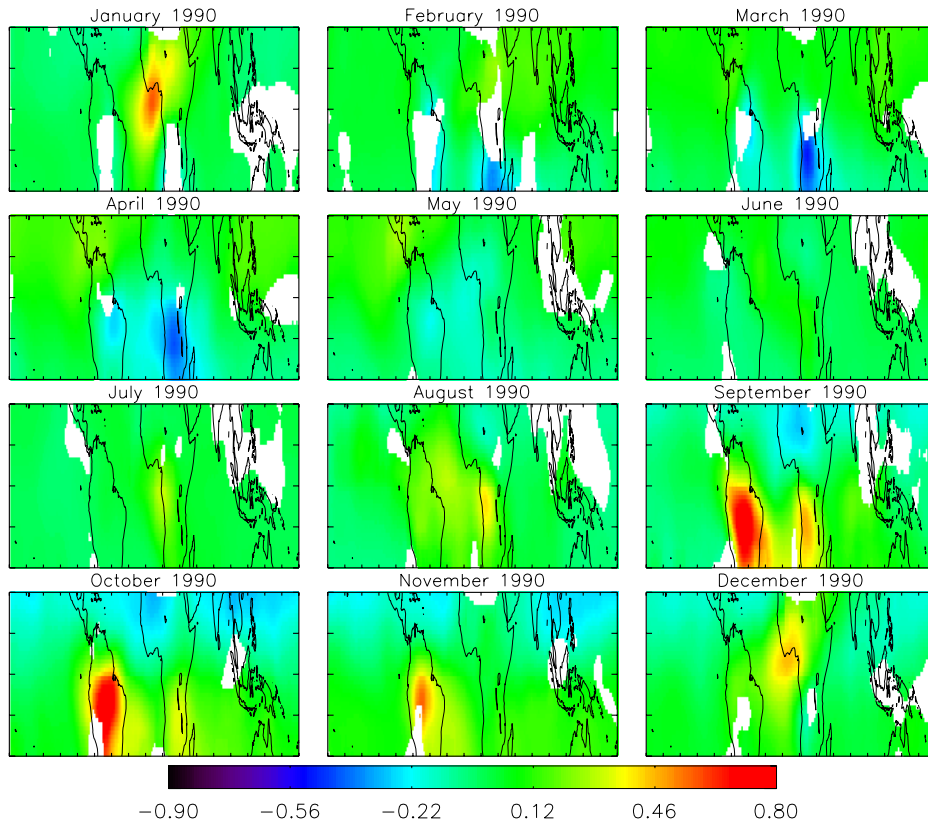 January 1990
February 1990
March 1990
April 1990
May 1990
June 1990
July 1990
August 1990
September 1990
October 1990
November 1990
December 1990
−0.90
−0.56
−0.22
0.12
0.46
0.80